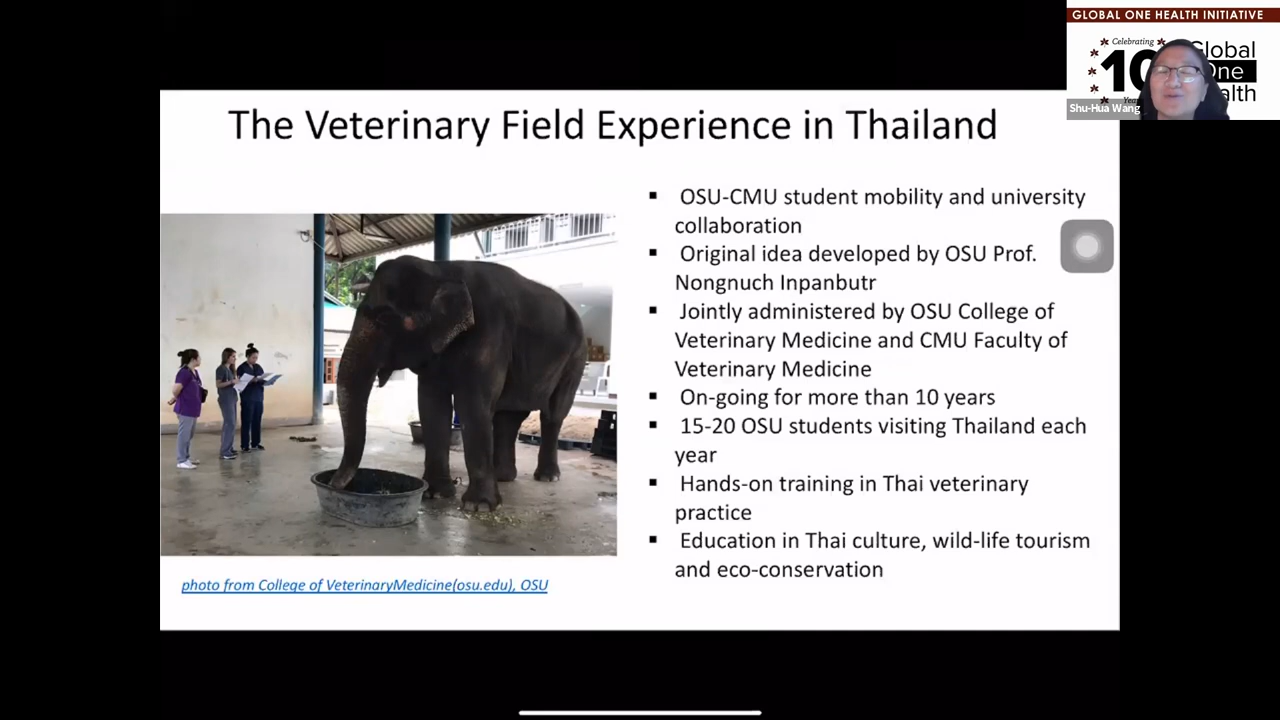 GLOBAL ONE HEALTH INITIATIVE
Celebrating
10
Global
One
Health
Shu-Hua Wang
The Veterinary Field Experience in Thailand
▪ OSU-CMU student mobility and university
collaboration
▪ Original idea developed by OSU Prof.
Nongnuch Inpanbutr
▪ Jointly administered by OSU College of
Veterinary Medicine and CMU Faculty of
Veterinary Medicine
▪ On-going for more than 10 years
▪ 15-20 OSU students visiting Thailand each
year
▪ Hands-on training in Thai veterinary
practice
▪ Education in Thai culture, wild-life tourism
and eco-conservation
photo from College of VeterinaryMedicine(osu.edu), OSU